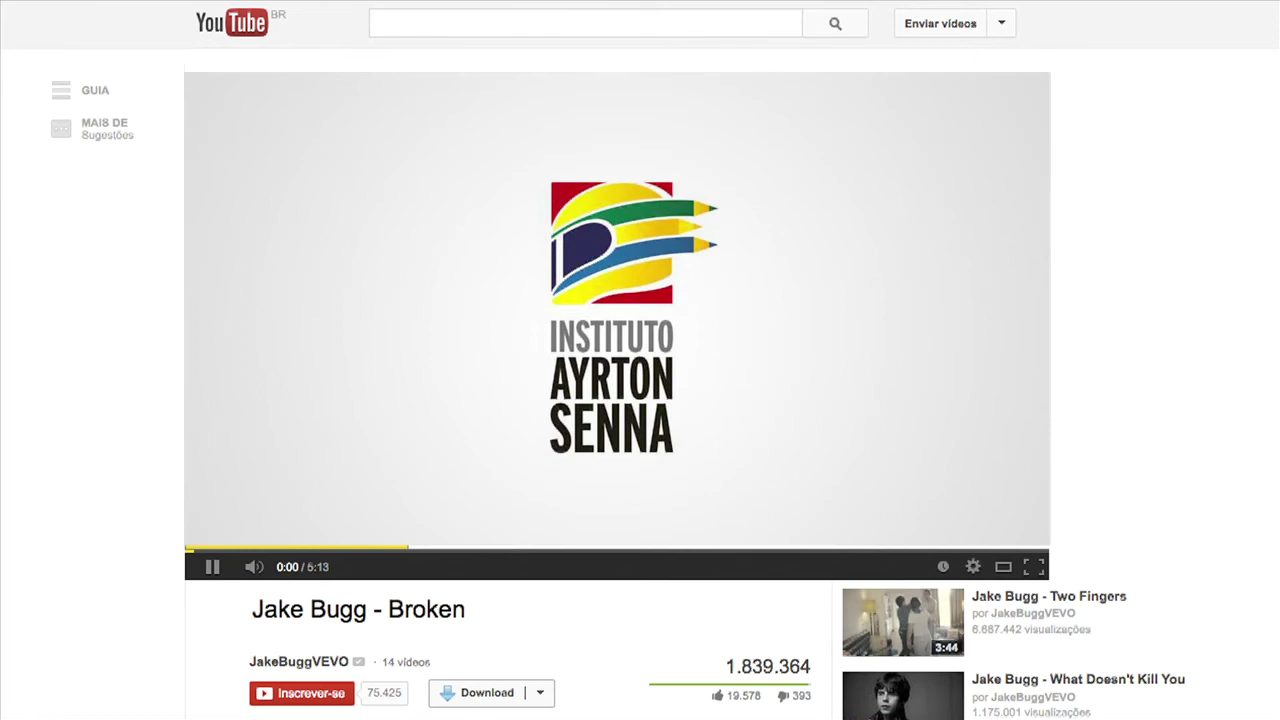 YouTube BR
Enviar vídeos
GUIA
MAIS DE
Sugestões
INSTITUTO
AYRTON
SENNA
0:00 / 5:13
Jake Bugg - Broken
JakeBuggVEVO · 14 vídeos
Inscrever-se 75.425 Download
1.839.364
19.578 393
3:44
Jake Bugg - Two Fingers
por JakeBuggVEVO
6.687.442 visualizações
Jake Bugg - What Doesn't Kill You
por JakeBuggVEVO
1.175.001 visualizações